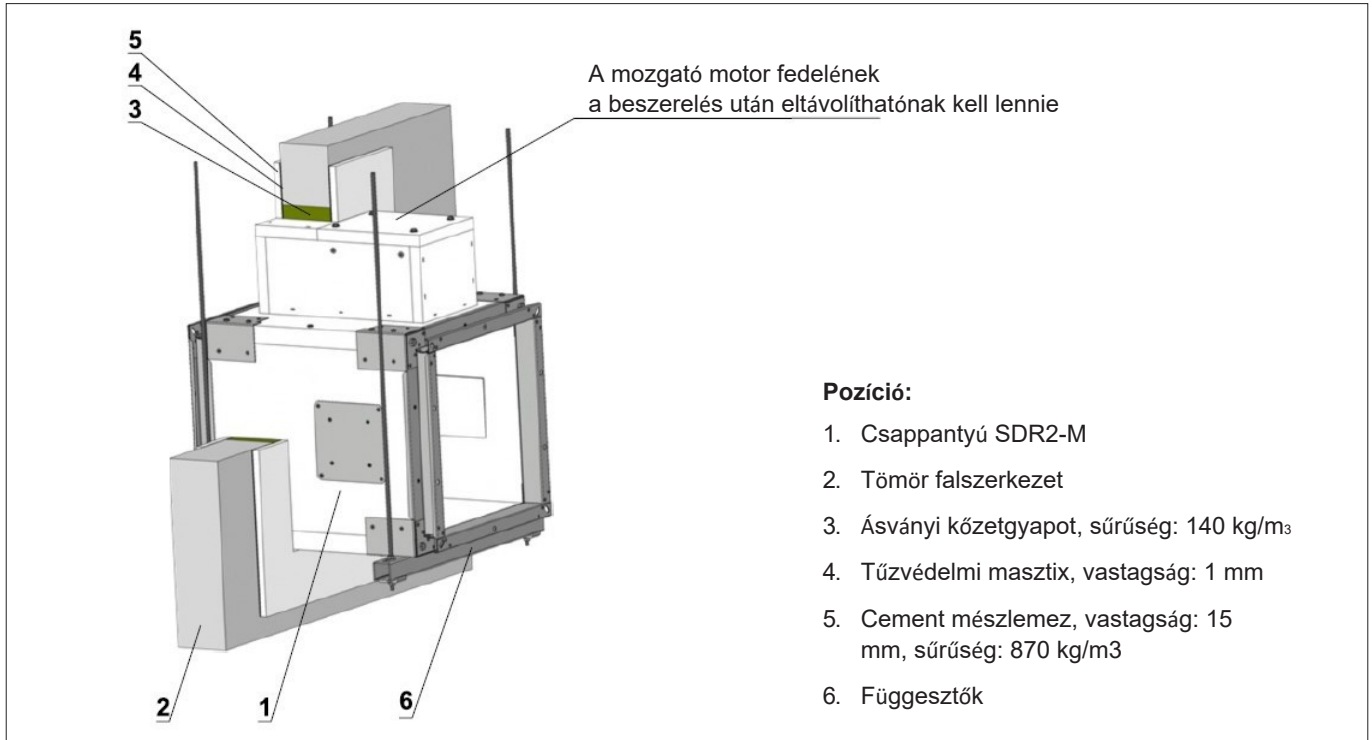 5
4
3
A mozgató motor fedelének
a beszerelés után eltávolíthatónak kell lennie
Pozíció:
1. Csappantyú SDR2-M
2. Tömör falszerkezet
3. Ásványi kőzetgyapot, sűrűség: 140 kg/m₃
4. Tűzvédelmi masztix, vastagság: 1 mm
5. Cement mészlemez, vastagság: 15
mm, sűrűség: 870 kg/m3
6. Függesztők
2
1
6